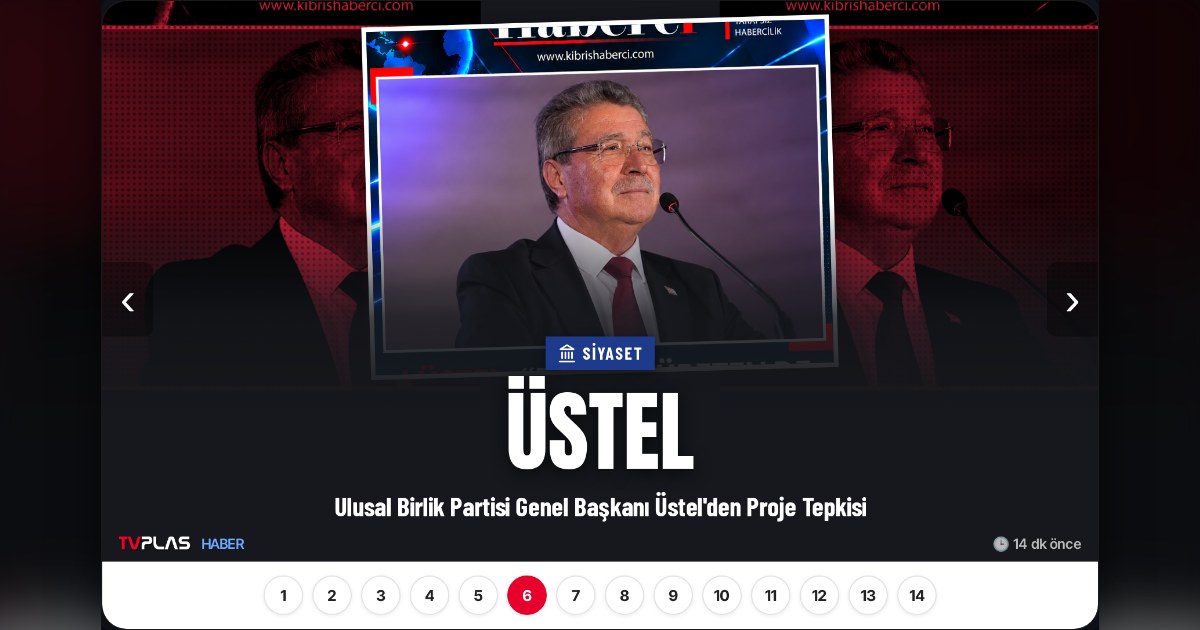 www.kibrishaberci.com
www.kibrishaberci.com
Haberci
HABERCİLİK
www.kibrishaberci.com
SİYASET
ÜSTEL
Ulusal Birlik Partisi Genel Başkanı Üstel'den Proje Tepkisi
TVPLAS HABER
14 dk önce
1 2 3 4 5 6 7 8 9 10 11 12 13 14